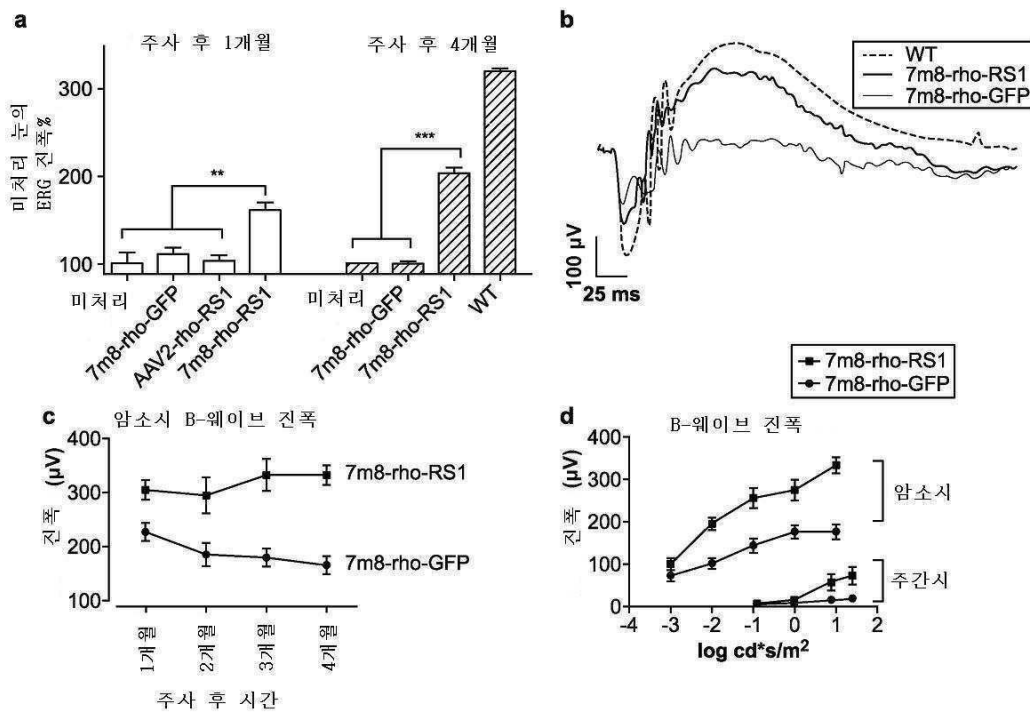 a
주사 후 1개월
주사 후 4개월
미처리 눈의
ERG 진폭%
300
200
100
**
***
미처리
7m8-rho-GFP
AAV2-rho-RS1
7m8-rho-RS1
미처리
7m8-rho-GFP
7m8-rho-RS1
WT
b
WT
7m8-rho-RS1
7m8-rho-GFP
100 µV
25 ms
c
암소시 B-웨이브 진폭
진폭 (µV)
400
300
200
100
7m8-rho-RS1
7m8-rho-GFP
1개월
2개월
3개월
4개월
주사 후 시간
7m8-rho-RS1
7m8-rho-GFP
d
B-웨이브 진폭
진폭 (µV)
400
300
200
100
0
암소시
주간시
-4 -3 -2 -1 0 1 2
log cd*s/m²